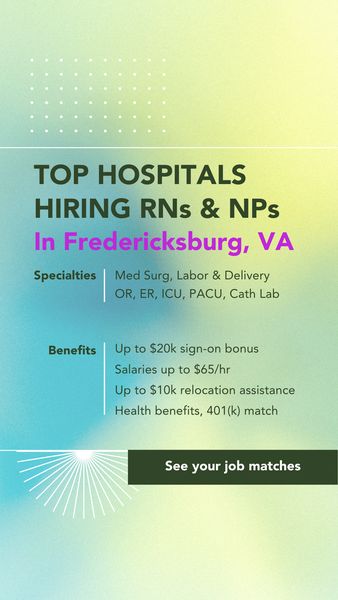 TOP HOSPITALS
HIRING RNs & NPs
In Fredericksburg, VA
Specialties
Med Surg, Labor & Delivery
OR, ER, ICU, PACU, Cath Lab
Benefits
Up to $20k sign-on bonus
Salaries up to $65/hr
Up to $10k relocation assistance
Health benefits, 401(k) match
See your job matches